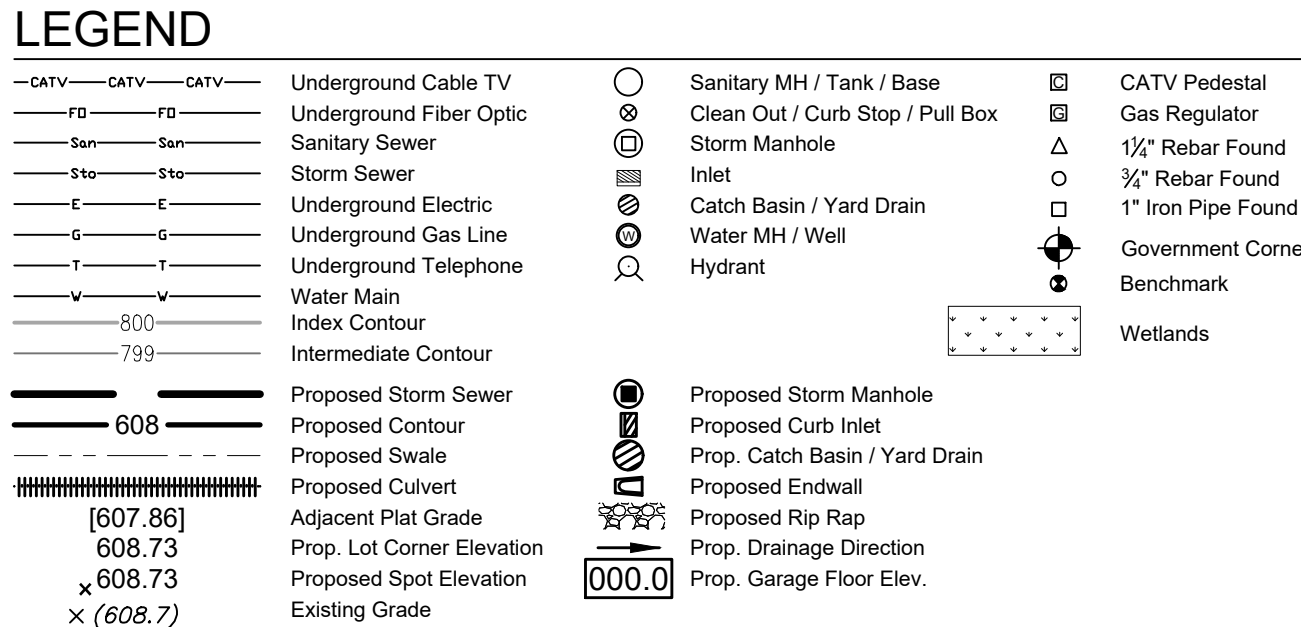 LEGEND
CATV CATV CATV Underground Cable TV Sanitary MH / Tank / Base C CATV Pedestal
FO FO Underground Fiber Optic Clean Out / Curb Stop / Pull Box G Gas Regulator
San San Sanitary Sewer Storm Manhole 1¼" Rebar Found
Sto Sto Storm Sewer Inlet ¾" Rebar Found
E E Underground Electric Catch Basin / Yard Drain 1" Iron Pipe Found
G G Underground Gas Line W Water MH / Well Government Corne
T T Underground Telephone Hydrant Benchmark
W W Water Main
800 Index Contour Wetlands
799 Intermediate Contour
Proposed Storm Sewer Proposed Storm Manhole
608 Proposed Contour Proposed Curb Inlet
Proposed Swale Prop. Catch Basin / Yard Drain
Proposed Culvert Proposed Endwall
[607.86] Adjacent Plat Grade Proposed Rip Rap
608.73 Prop. Lot Corner Elevation Prop. Drainage Direction
×608.73 Proposed Spot Elevation 000.0 Prop. Garage Floor Elev.
× (608.7) Existing Grade